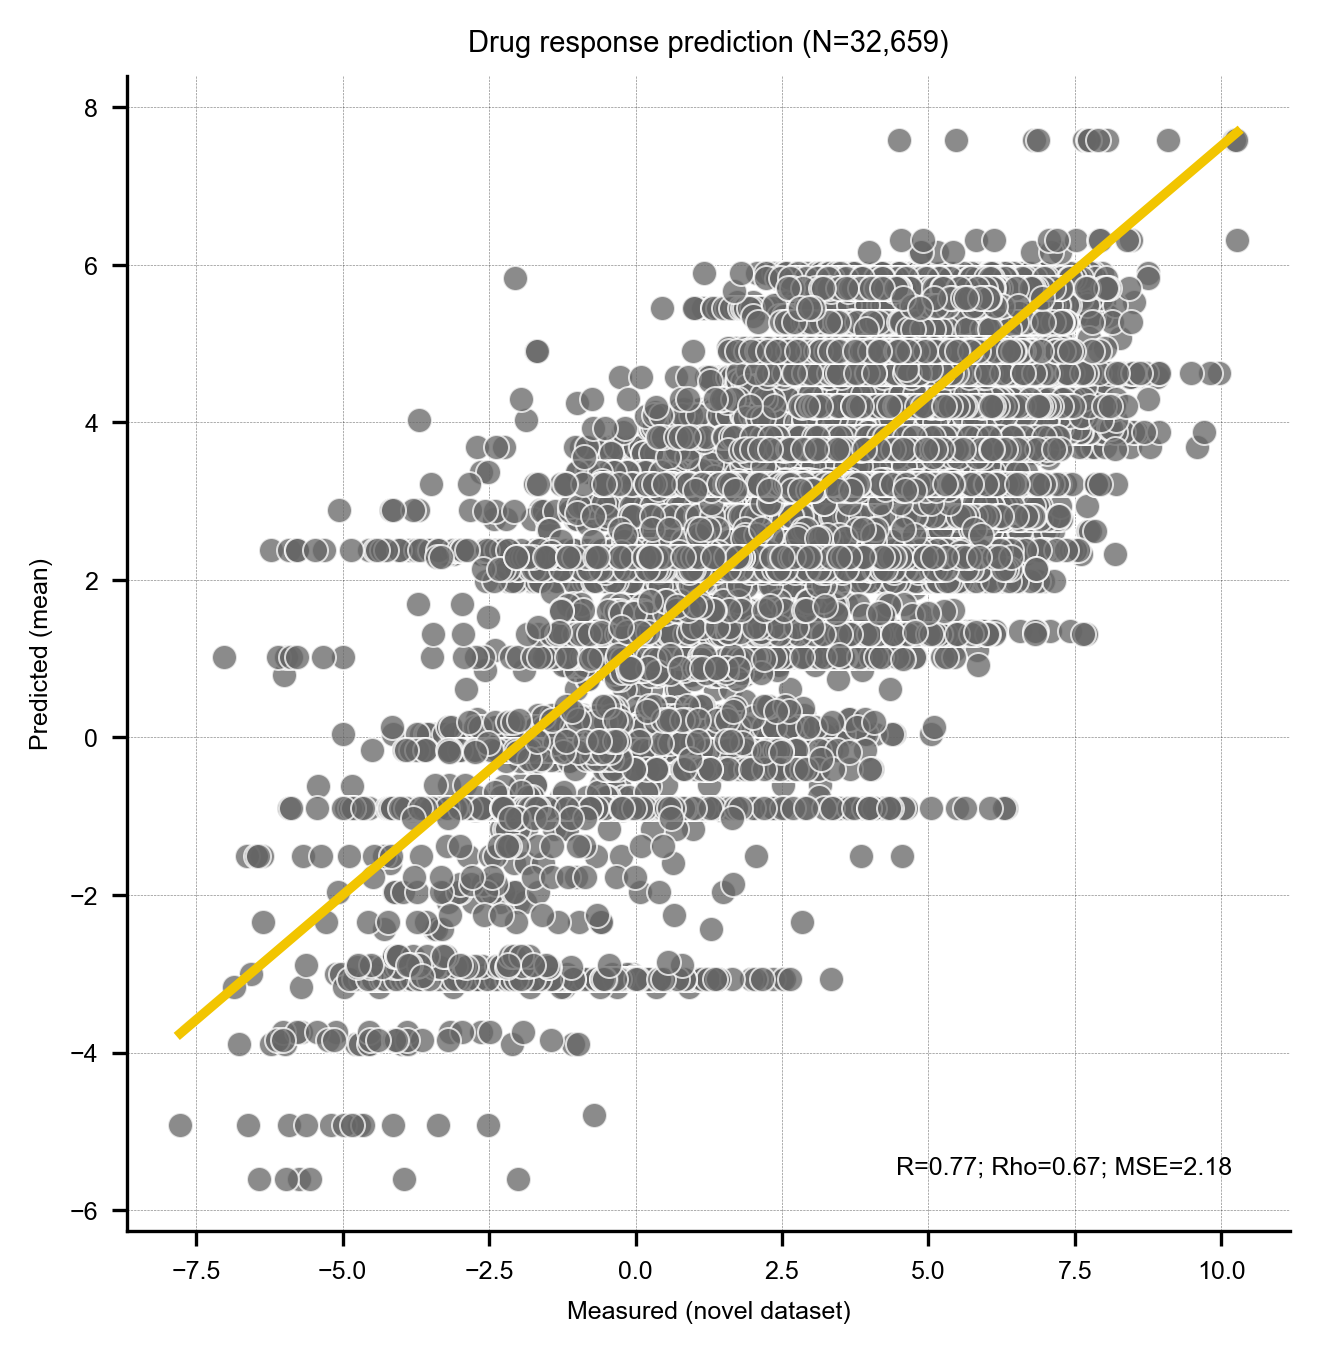 Drug response prediction (N=32,659)
8
6
4
2
0
−2
−4
−6
Predicted (mean)
R=0.77; Rho=0.67; MSE=2.18
−7.5 −5.0 −2.5 0.0 2.5 5.0 7.5 10.0
Measured (novel dataset)